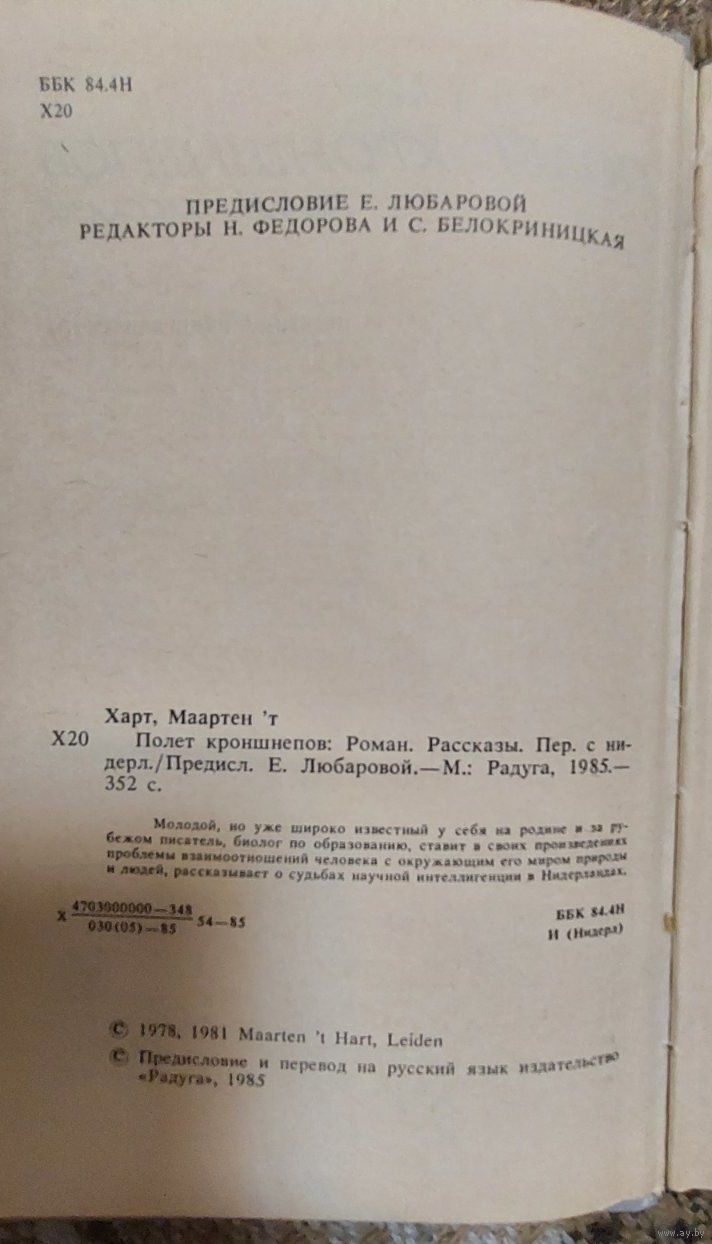 ББК 84.4Н
Х20
ПРЕДИСЛОВИЕ Е. ЛЮБАРОВОЙ
РЕДАКТОРЫ Н. ФЕДОРОВА И С. БЕЛОКРИНИЦКАЯ
Харт, Маартен 't
Х20 Полет кроншнепов: Роман. Рассказы. Пер. с ни-
дерл./Предисл. Е. Любаровой.—М.: Радуга, 1985.—
352 с.
Молодой, но уже широко известный у себя на родине и за ру-
бежом писатель, биолог по образованию, ставит в своих произведениях
проблемы взаимоотношений человека с окружающим его миром природы
и людей, рассказывает о судьбах научной интеллигенции в Нидерландах.
Х 4703000000—348
030(05)—85 54—85
ББК 84.4Н
И (Нидерл)
© 1978, 1981 Maarten 't Hart, Leiden
© Предисловие и перевод на русский язык издательство
«Радуга», 1985
www.ay.by